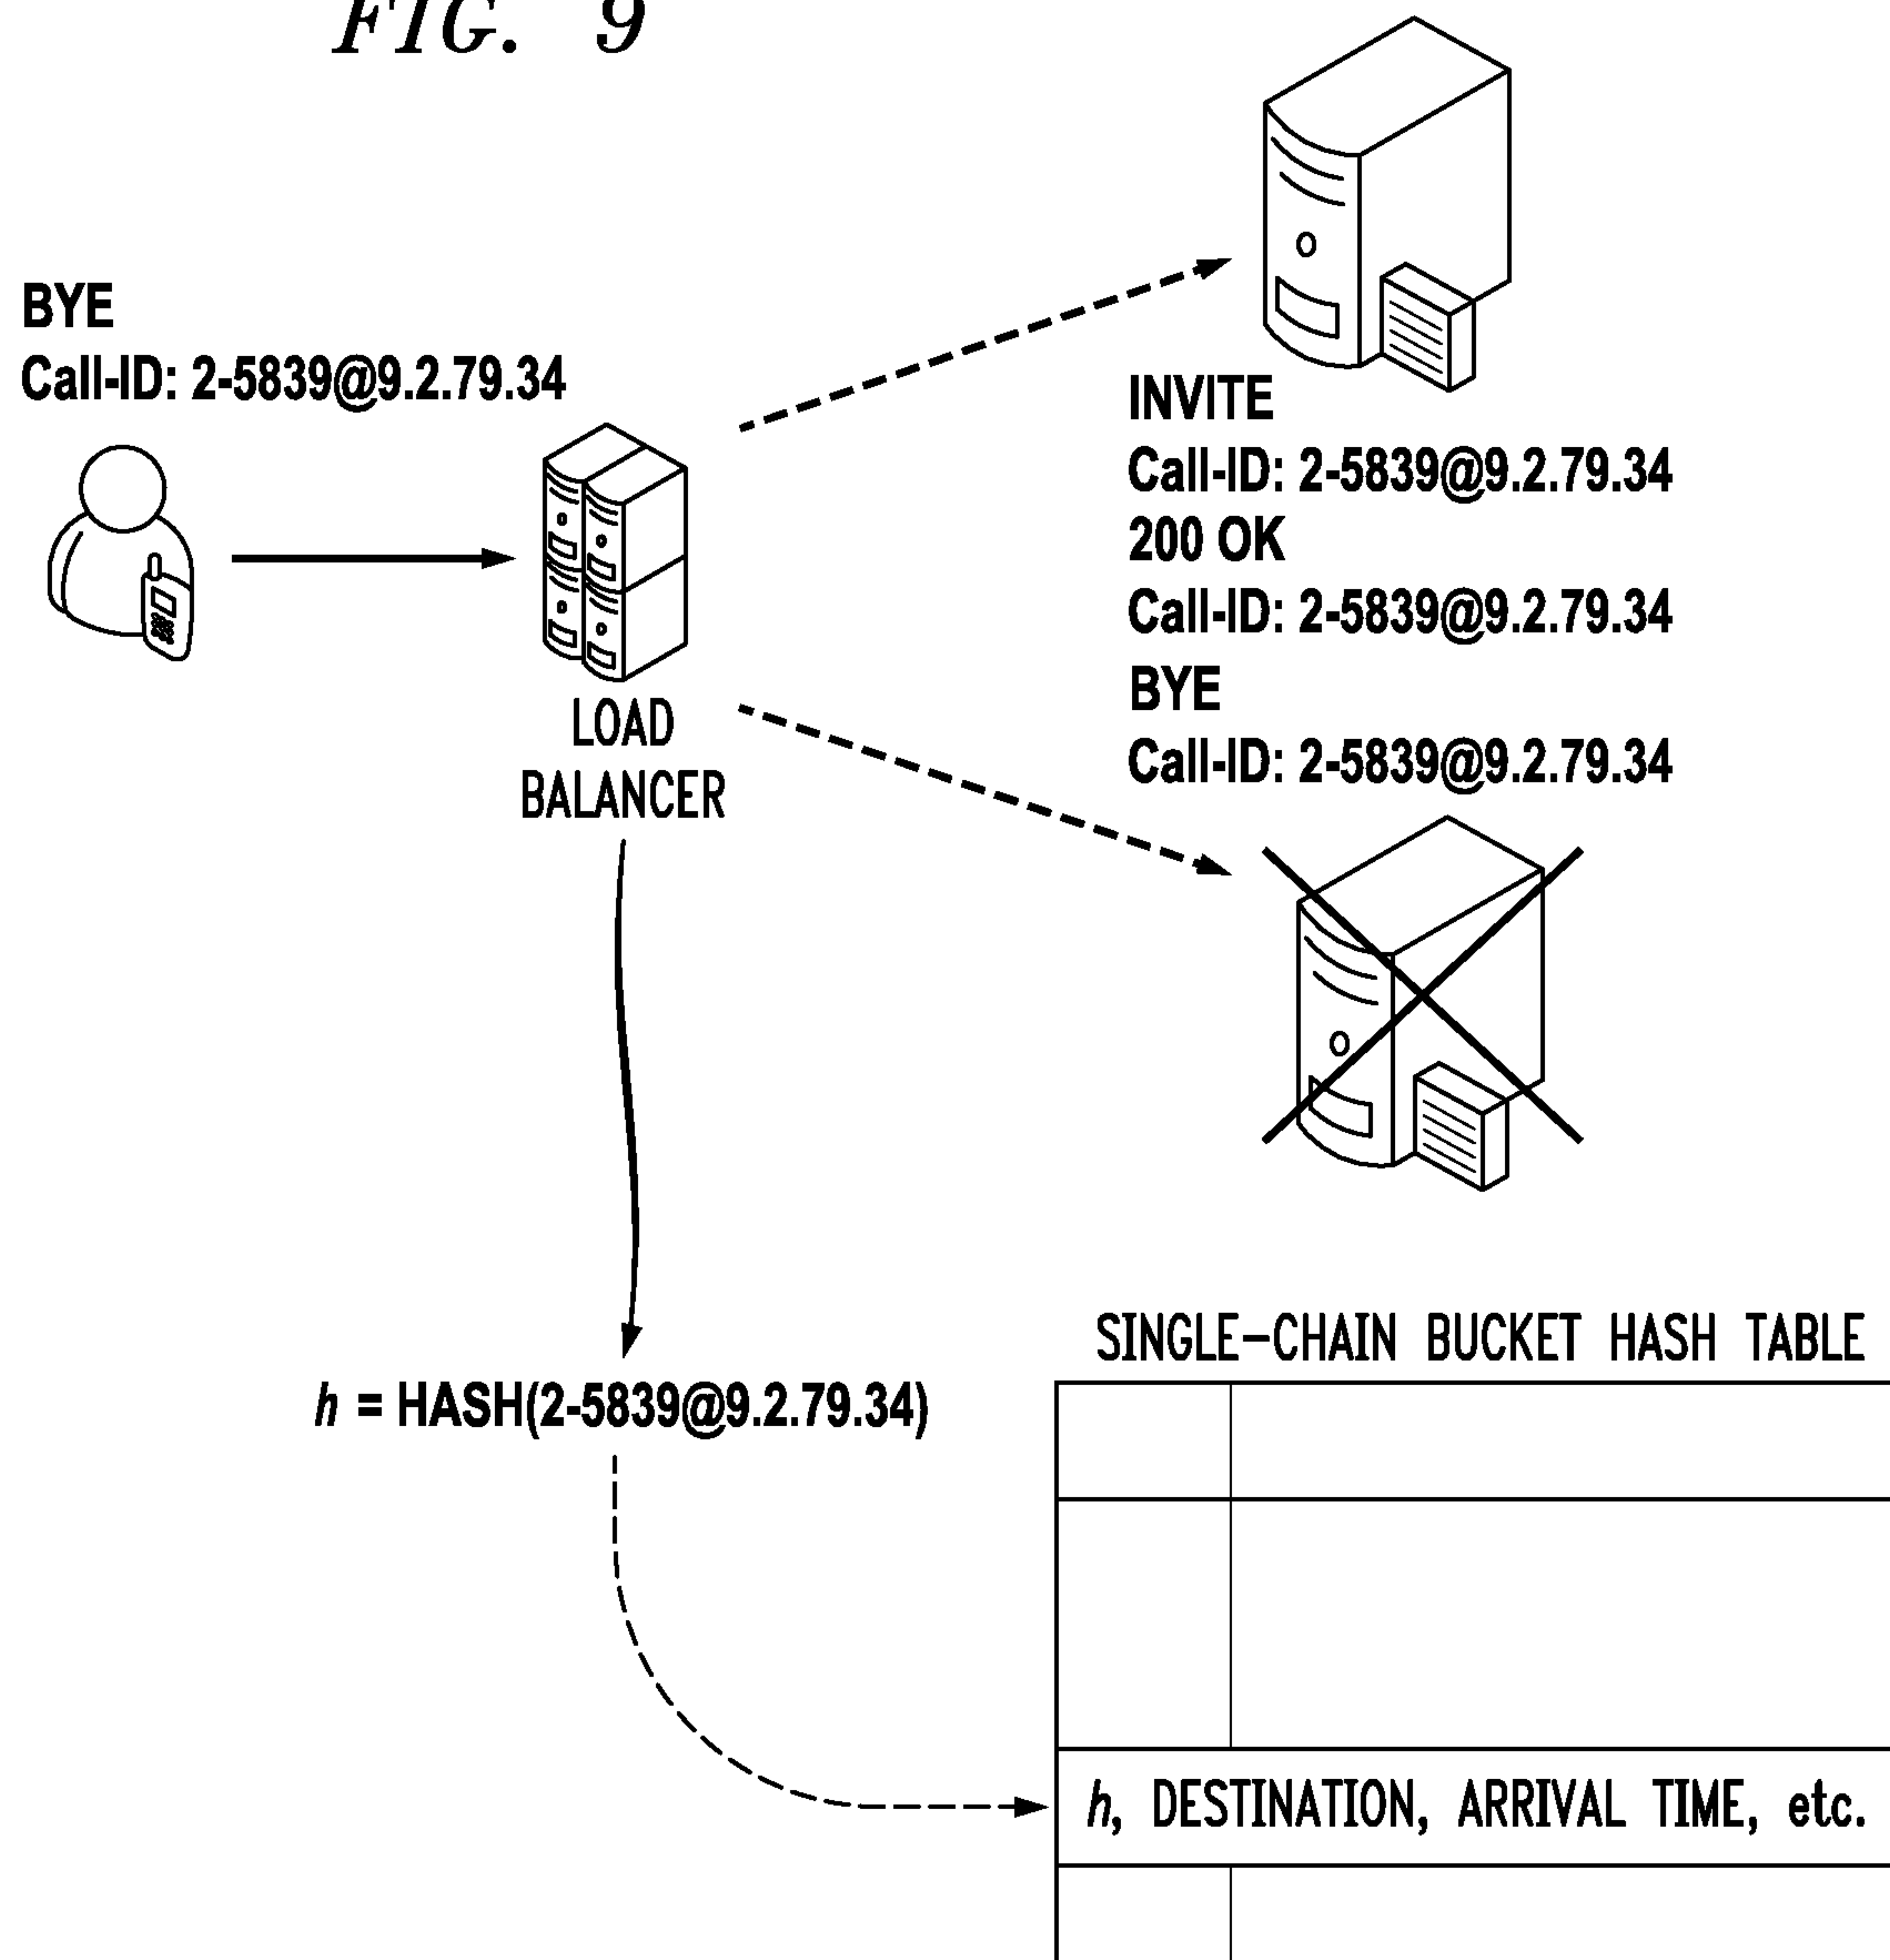 FIG. 9
BYE
Call-ID: 2-5839@9.2.79.34
INVITE
Call-ID: 2-5839@9.2.79.34
200 OK
Call-ID: 2-5839@9.2.79.34
BYE
Call-ID: 2-5839@9.2.79.34
LOAD
BALANCER
h = HASH(2-5839@9.2.79.34)
SINGLE-CHAIN BUCKET HASH TABLE
h, DESTINATION, ARRIVAL TIME, etc.